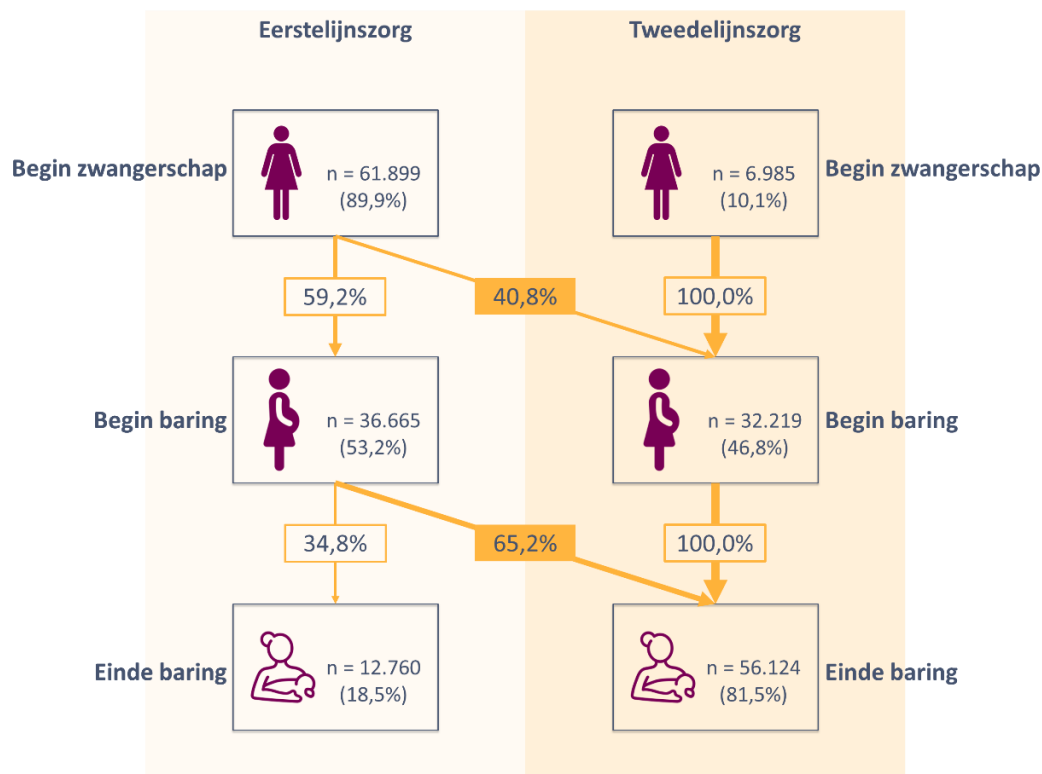 Eerstelijnszorg
Tweedelijnszorg
Begin zwangerschap
n = 61.899
(89,9%)
n = 6.985
(10,1%)
Begin zwangerschap
59,2%
40,8%
100,0%
Begin baring
n = 36.665
(53,2%)
n = 32.219
(46,8%)
Begin baring
34,8%
65,2%
100,0%
Einde baring
n = 12.760
(18,5%)
n = 56.124
(81,5%)
Einde baring